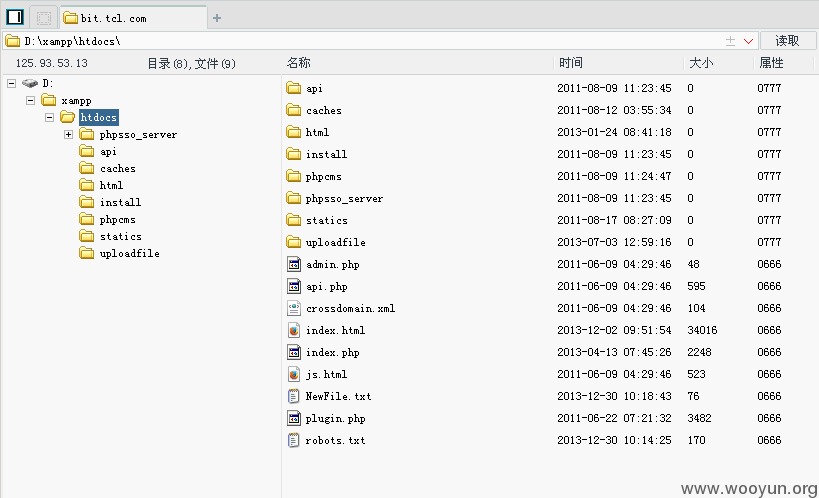 bit.tcl.com
D:\xampp\htdocs\ 读取
125.93.53.13 目录(8),文件(9) 名称 时间 大小 属性
D:
xampp
htdocs
phpsso_server
api
caches
html
install
phpcms
statics
uploadfile
api 2011-08-09 11:23:45 0 0777
caches 2011-08-12 03:55:34 0 0777
html 2013-01-24 08:41:18 0 0777
install 2011-08-09 11:23:45 0 0777
phpcms 2011-08-09 11:24:47 0 0777
phpsso_server 2011-08-09 11:23:45 0 0777
statics 2011-08-17 08:27:09 0 0777
uploadfile 2013-07-03 12:59:16 0 0777
admin.php 2011-06-09 04:29:46 48 0666
api.php 2011-06-09 04:29:46 595 0666
crossdomain.xml 2011-06-09 04:29:46 104 0666
index.html 2013-12-02 09:51:54 34016 0666
index.php 2013-04-13 07:45:26 2248 0666
js.html 2011-06-09 04:29:46 523 0666
NewFile.txt 2013-12-30 10:18:43 76 0666
plugin.php 2011-06-22 07:21:32 3482 0666
robots.txt 2013-12-30 10:14:25 170 0666
www.wooyun.org